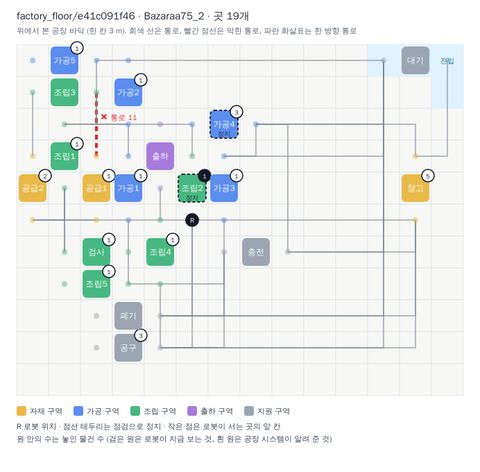 factory_floor/e41c091f46 · Bazaraa75_2 · 곳 19개
위에서 본 공장 바닥 (한 칸 3 m). 회색 선은 통로, 빨간 점선은 막힌 통로, 파란 화살표는 한 방향 통로
가공5 1 대기 진입
조립3 가공2 1
✕ 통로 11 가공4 3 정지
조립1 1 출하
공급2 2 공급1 1 가공1 1 조립2 1 정지 가공3 1 창고 5
R
검사 1 조립4 1 충전
조립5 1
폐기
공구 3
자재 구역 가공 구역 조립 구역 출하 구역 지원 구역
R 로봇 위치 · 점선 테두리는 점검으로 정지 · 작은 점은 로봇이 서는 곳의 앞 칸
원 안의 수는 놓인 물건 수 (검은 원은 로봇이 지금 보는 것, 흰 원은 공장 시스템이 알려 준 것)